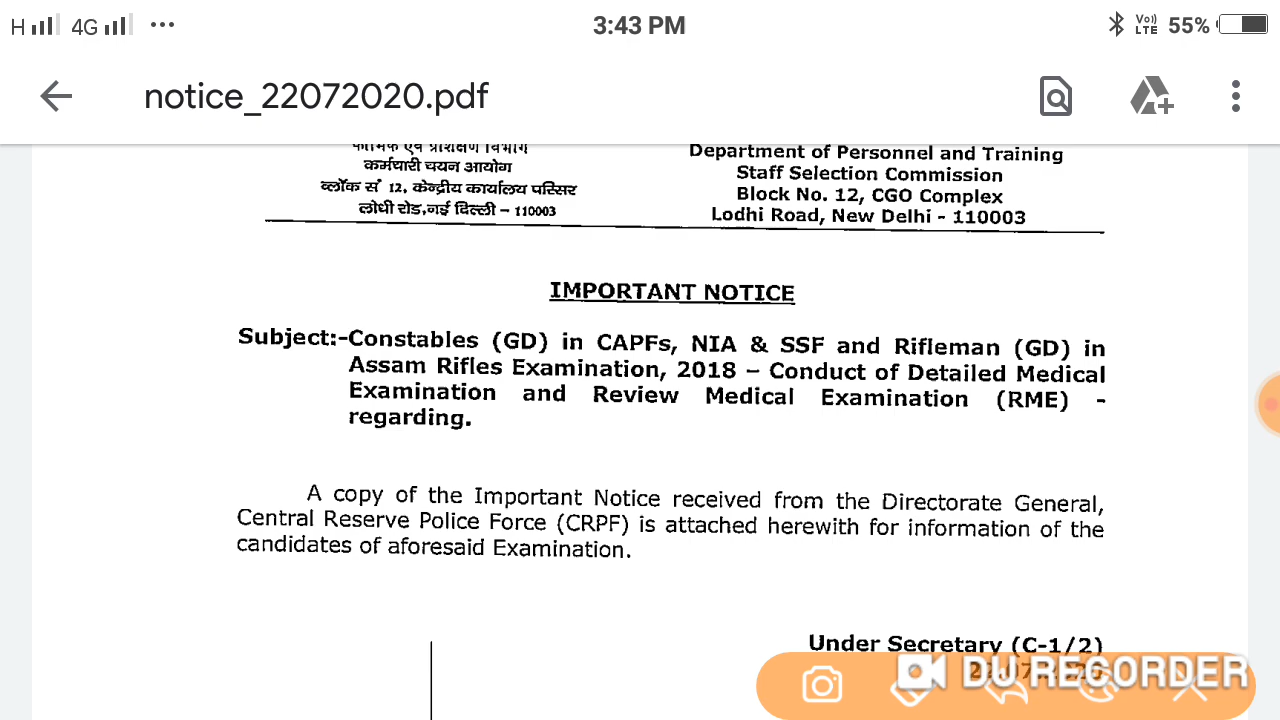 H 4G ••• 3:43 PM Vo)) LTE 55%
notice_22072020.pdf
कार्मिक एवं प्रशिक्षण विभाग
कर्मचारी चयन आयोग
ब्लॉक सं 12, केन्द्रीय कार्यालय परिसर
लोधी रोड,नई दिल्ली – 110003
Department of Personnel and Training
Staff Selection Commission
Block No. 12, CGO Complex
Lodhi Road, New Delhi - 110003
IMPORTANT NOTICE
Subject:-Constables (GD) in CAPFs, NIA & SSF and Rifleman (GD) in
Assam Rifles Examination, 2018 – Conduct of Detailed Medical
Examination and Review Medical Examination (RME) -
regarding.
A copy of the Important Notice received from the Directorate General,
Central Reserve Police Force (CRPF) is attached herewith for information of the
candidates of aforesaid Examination.
Under Secretary (C-1/2)
DU RECORDER